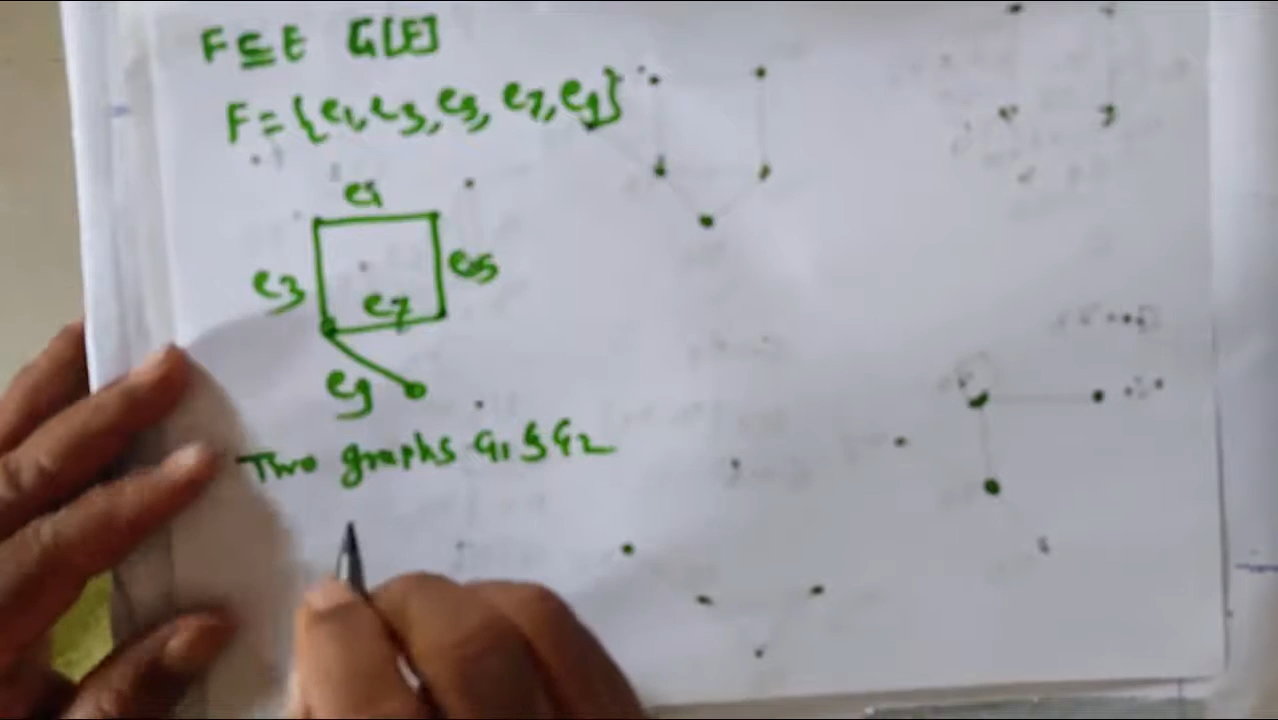 F⊆E G[F]
F={e1,e3,e5,e7,e9}
e1
e3
e5
e7
e9
Two graphs G1 & G2